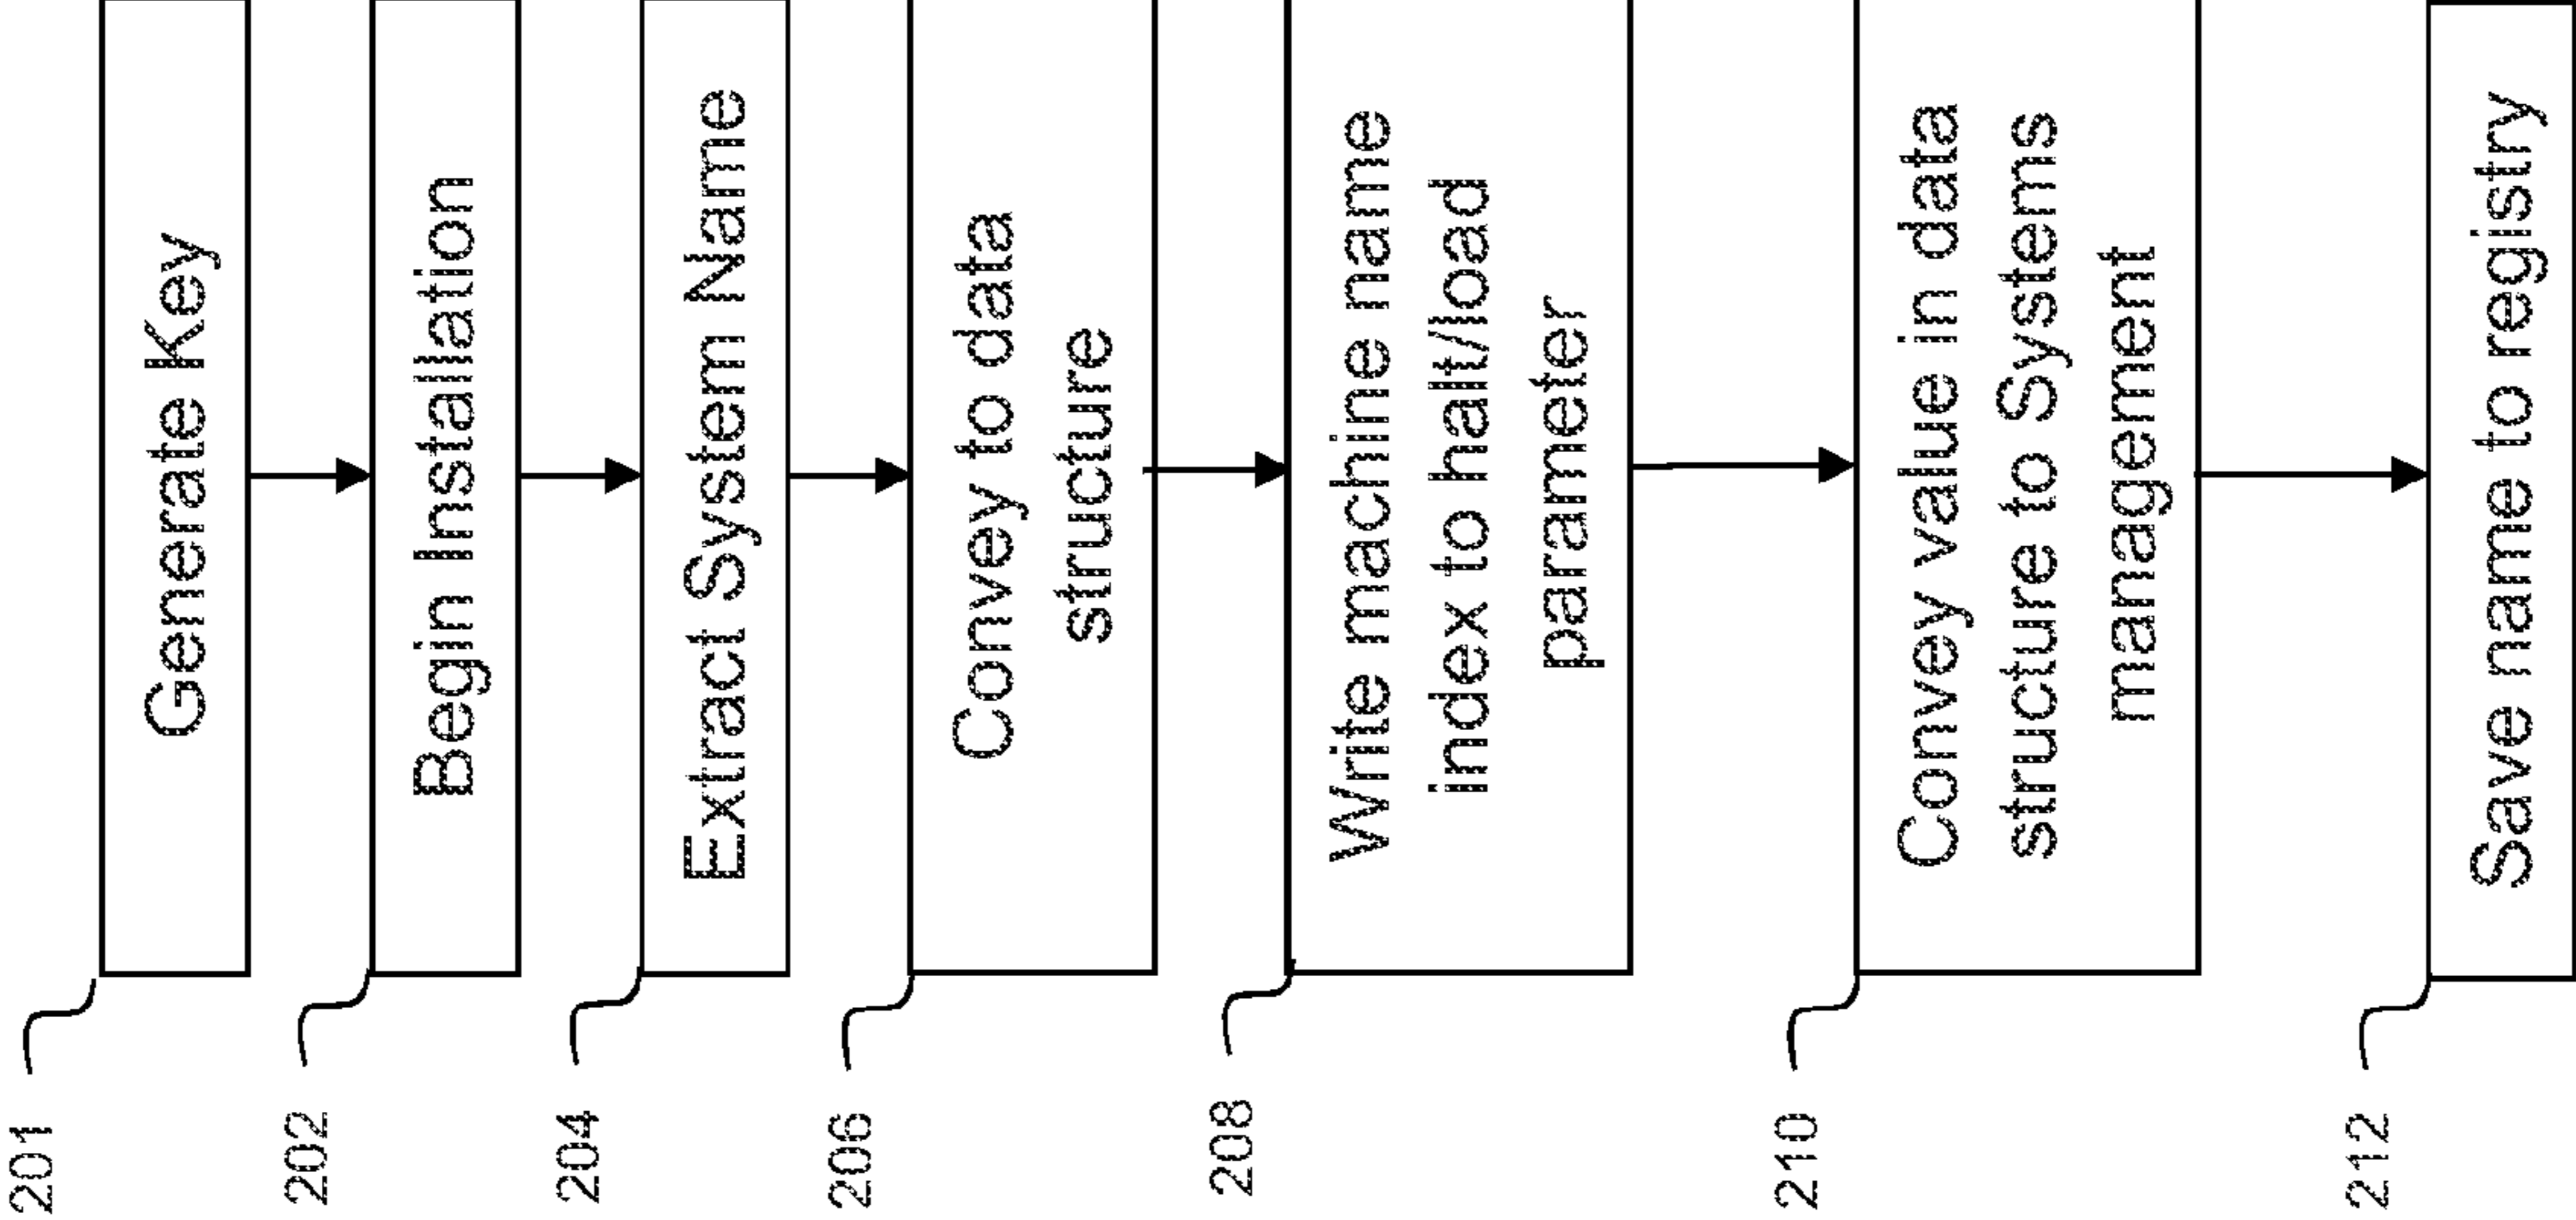 201
Generate Key
202
Begin Installation
204
Extract System Name
206
Convey to data
structure
208
Write machine name
index to halt/load
parameter
210
Convey value in data
structure to Systems
management
212
Save name to registry